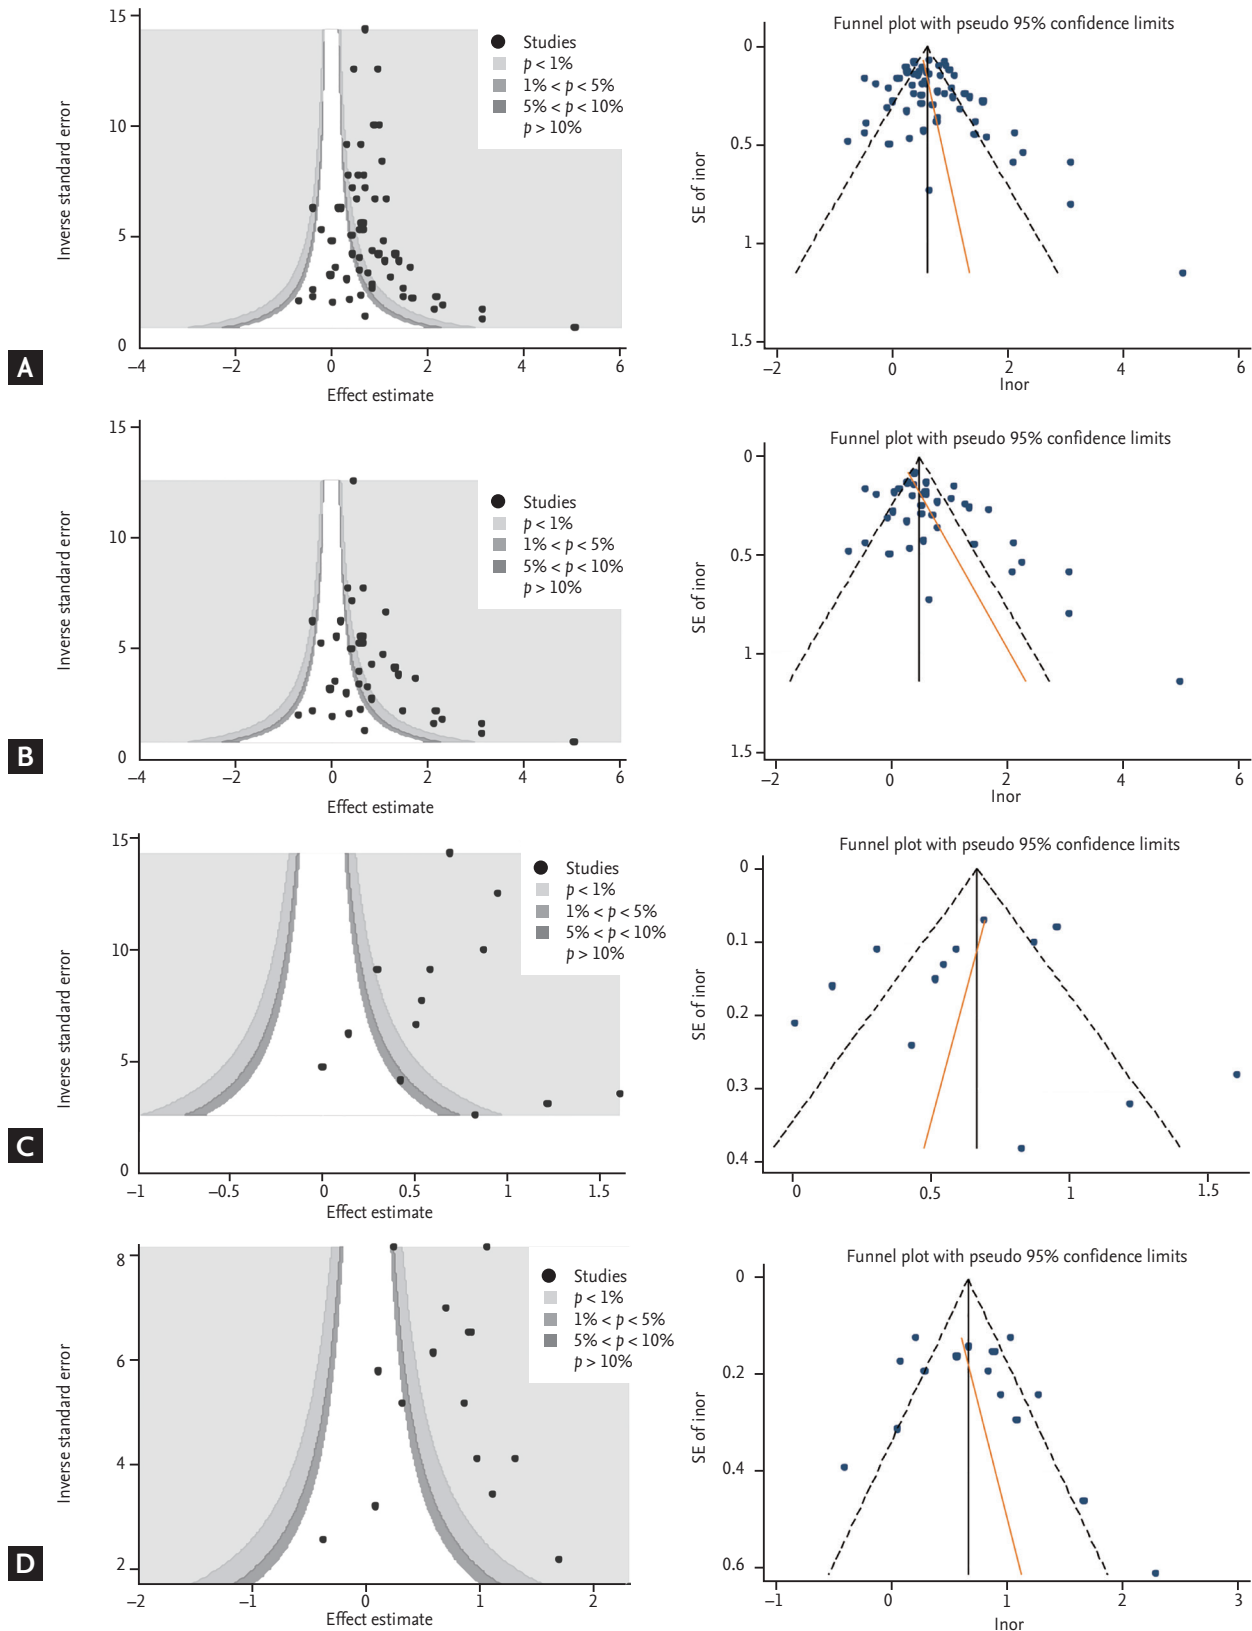 A
15
10
5
0
Inverse standard error
Studies
p < 1%
1% < p < 5%
5% < p < 10%
p > 10%
−4
−2
0
2
4
6
Effect estimate
Funnel plot with pseudo 95% confidence limits
0
0.5
1
1.5
SE of lnor
−2
0
2
4
6
lnor
B
15
10
5
0
Inverse standard error
Studies
p < 1%
1% < p < 5%
5% < p < 10%
p > 10%
−4
−2
0
2
4
6
Effect estimate
Funnel plot with pseudo 95% confidence limits
0
0.5
1
1.5
SE of lnor
−2
0
2
4
6
lnor
C
15
10
5
0
Inverse standard error
Studies
p < 1%
1% < p < 5%
5% < p < 10%
p > 10%
−1
−0.5
0
0.5
1
1.5
Effect estimate
Funnel plot with pseudo 95% confidence limits
0
0.1
0.2
0.3
0.4
SE of lnor
0
0.5
1
1.5
D
8
6
4
2
Inverse standard error
Studies
p < 1%
1% < p < 5%
5% < p < 10%
p > 10%
−2
−1
0
1
2
Effect estimate
Funnel plot with pseudo 95% confidence limits
0
0.2
0.4
0.6
SE of lnor
−1
0
1
2
3
lnor